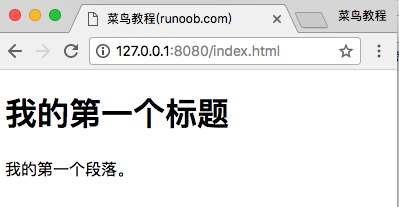 菜鸟教程(runoob.com)
菜鸟教程
127.0.0.1:8080/index.html
我的第一个标题
我的第一个段落。